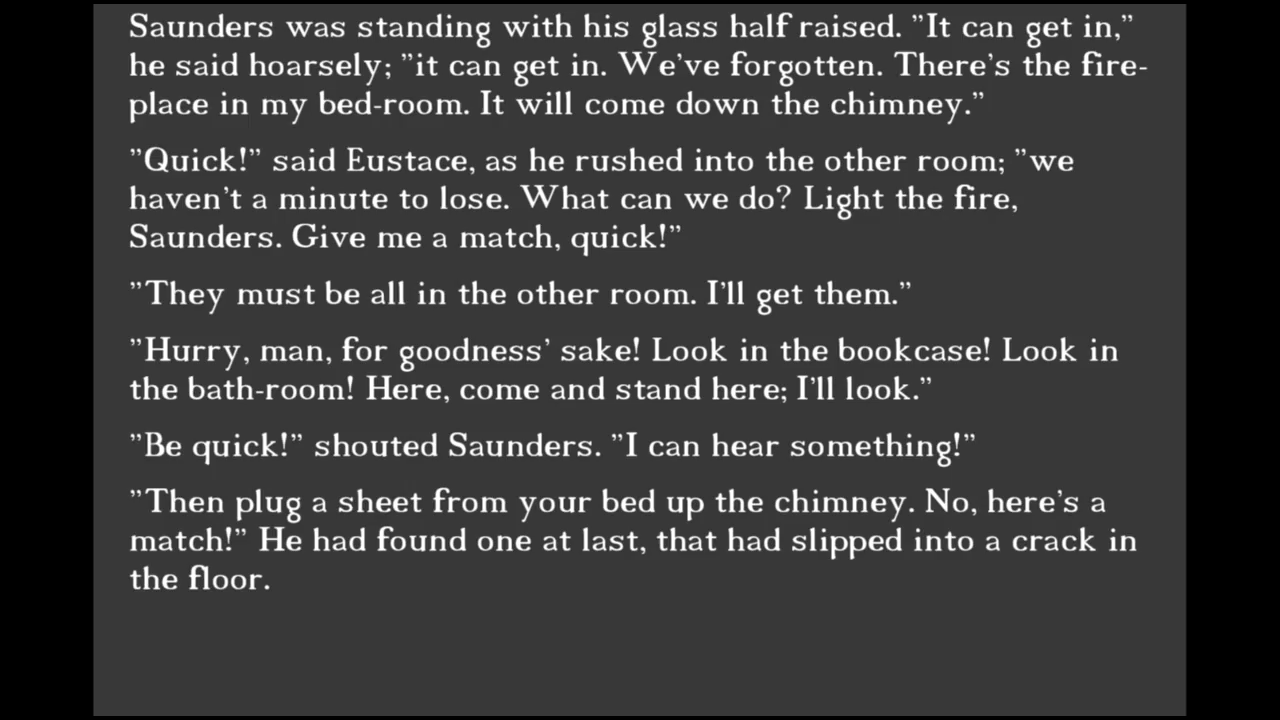 Saunders was standing with his glass half raised. ”It can get in,”
he said hoarsely; ”it can get in. We’ve forgotten. There’s the fire-
place in my bed-room. It will come down the chimney.”
”Quick!” said Eustace, as he rushed into the other room; ”we
haven’t a minute to lose. What can we do? Light the fire,
Saunders. Give me a match, quick!”
”They must be all in the other room. I’ll get them.”
”Hurry, man, for goodness’ sake! Look in the bookcase! Look in
the bath-room! Here, come and stand here; I’ll look.”
”Be quick!” shouted Saunders. ”I can hear something!”
”Then plug a sheet from your bed up the chimney. No, here’s a
match!” He had found one at last, that had slipped into a crack in
the floor.